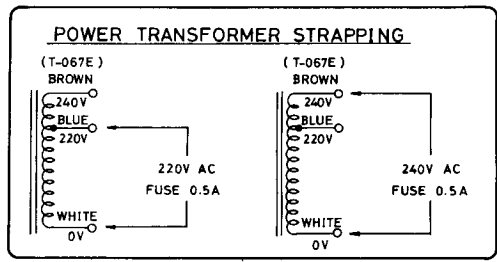 POWER TRANSFORMER STRAPPING
(T-067E)
BROWN
240V
BLUE
220V
220V AC
FUSE 0.5A
WHITE
0V
(T-067E)
BROWN
240V
BLUE
220V
240V AC
FUSE 0.5A
WHITE
0V